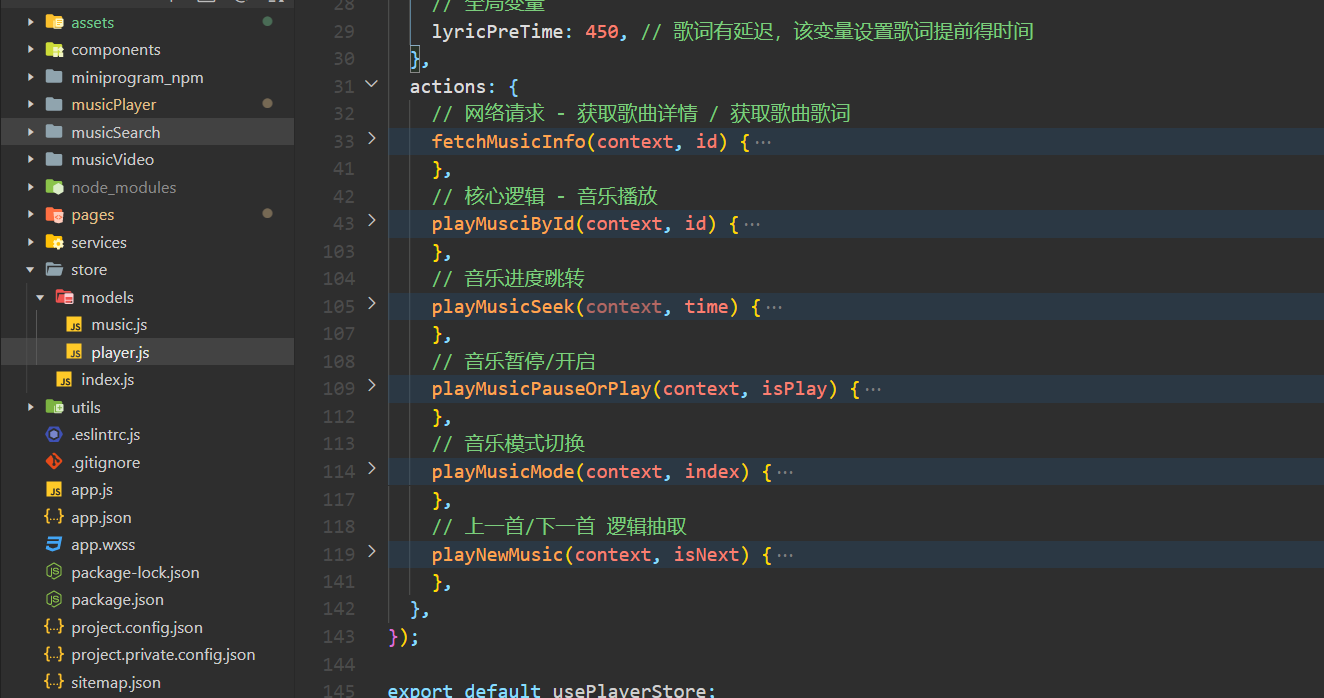 assets
components
miniprogram_npm
musicPlayer
musicSearch
musicVideo
node_modules
pages
services
store
models
music.js
player.js
index.js
utils
.eslintrc.js
.gitignore
app.js
app.json
app.wxss
package-lock.json
package.json
project.config.json
project.private.config.json
sitemap.json
28 // 全局变量
29 lyricPreTime: 450, // 歌词有延迟，该变量设置歌词提前得时间
30 },
31 actions: {
32 // 网络请求 - 获取歌曲详情 / 获取歌曲歌词
33 fetchMusicInfo(context, id) {···
41 },
42 // 核心逻辑 - 音乐播放
43 playMusciById(context, id) {···
103 },
104 // 音乐进度跳转
105 playMusicSeek(context, time) {···
107 },
108 // 音乐暂停/开启
109 playMusicPauseOrPlay(context, isPlay) {···
112 },
113 // 音乐模式切换
114 playMusicMode(context, index) {···
117 },
118 // 上一首/下一首 逻辑抽取
119 playNewMusic(context, isNext) {···
141 },
142 },
143 });
144
145 export default usePlayerStore;